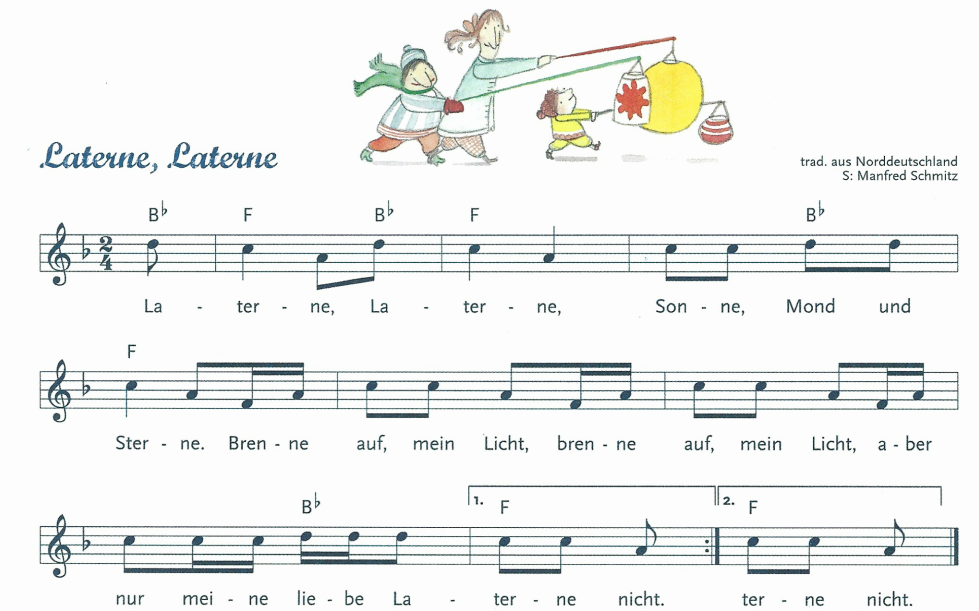 Laterne, Laterne
trad. aus Norddeutschland
S: Manfred Schmitz
B♭ F B♭ F B♭
2/4
La - ter - ne, La - ter - ne, Son - ne, Mond und
F
Ster - ne. Bren - ne auf, mein Licht, bren - ne auf, mein Licht, a - ber
B♭ 1. F 2. F
nur mei - ne lie - be La - ter - ne nicht. ter - ne nicht.